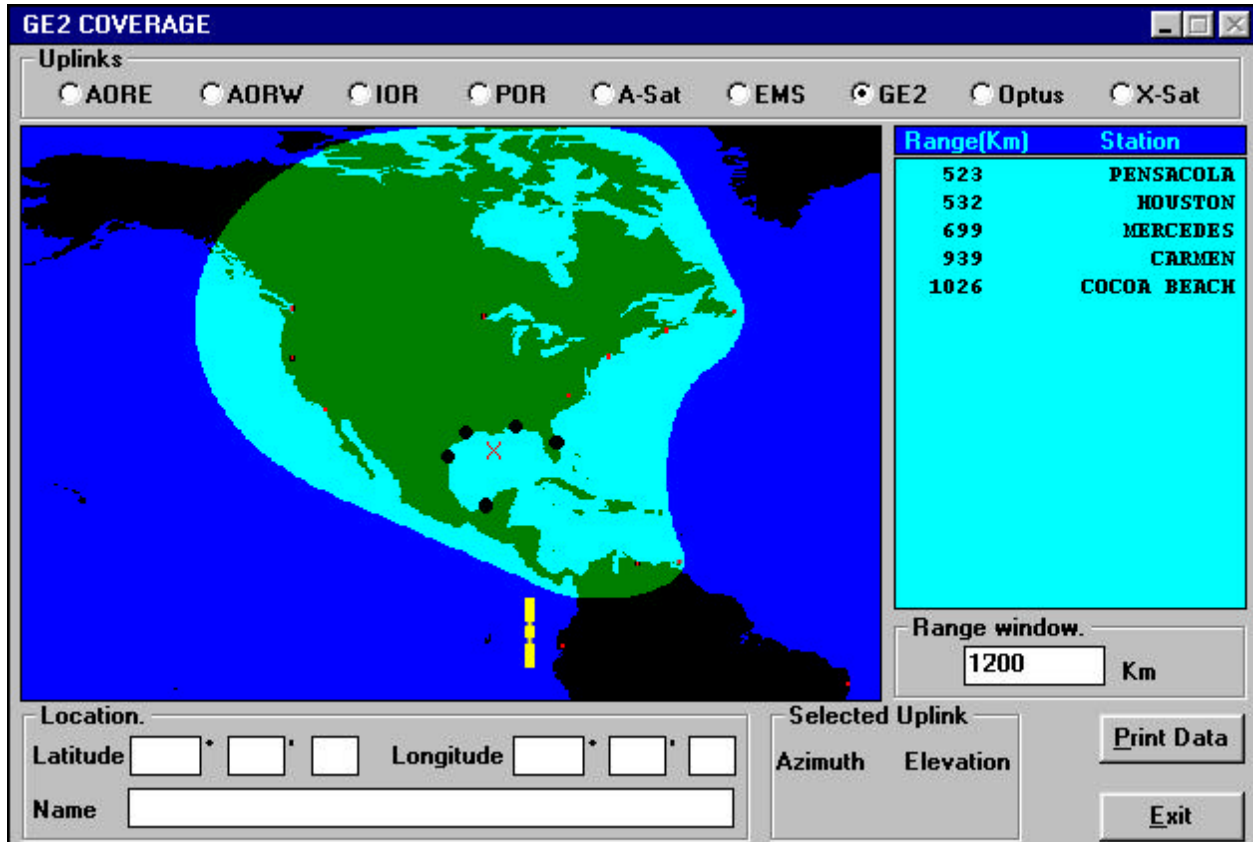 GE2 COVERAGE
Uplinks
AORE AORW IOR POR A-Sat EMS GE2 Optus X-Sat
Range(Km) Station
523 PENSACOLA
532 HOUSTON
699 MERCEDES
939 CARMEN
1026 COCOA BEACH
Range window.
1200 Km
Location.
Latitude ° ' Longitude ° '
Name
Selected Uplink
Azimuth Elevation
Print Data
Exit